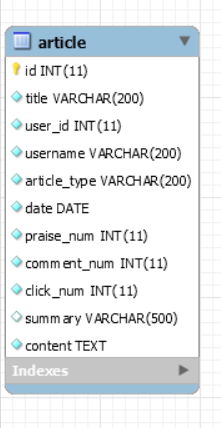 article
id INT(11)
title VARCHAR(200)
user_id INT(11)
username VARCHAR(200)
article_type VARCHAR(200)
date DATE
praise_num INT(11)
comment_num INT(11)
click_num INT(11)
summary VARCHAR(500)
content TEXT
Indexes